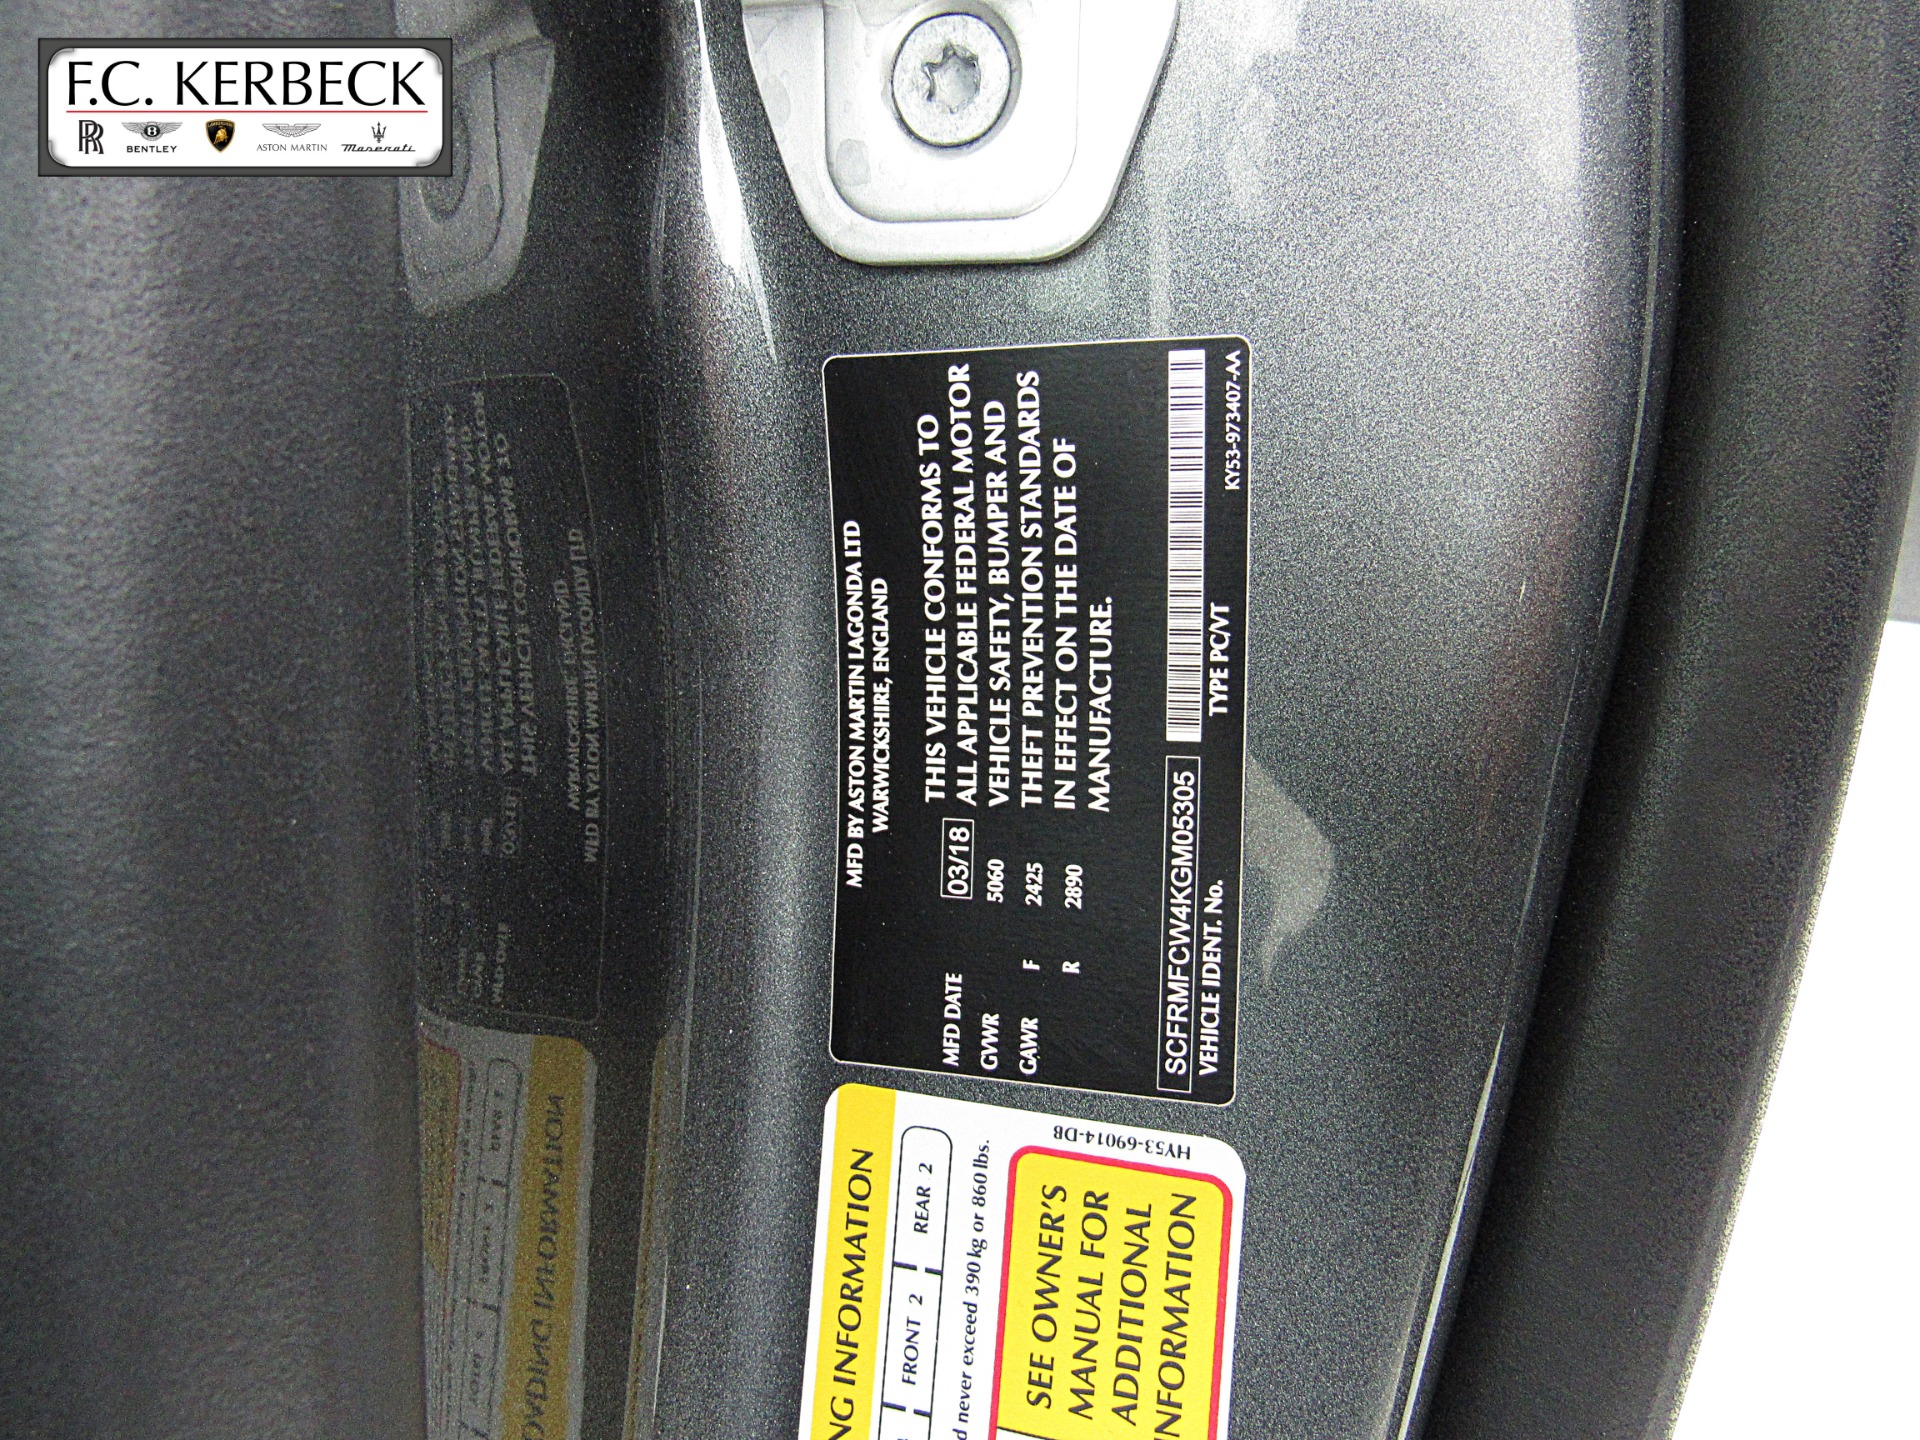 F.C. KERBECK
BENTLEY
ASTON MARTIN
Maserati
MFD BY ASTON MARTIN LAGONDA LTD
WARWICKSHIRE, ENGLAND
MFD DATE 03/18
GVWR 5060
GAWR F 2425
R 2890
THIS VEHICLE CONFORMS TO
ALL APPLICABLE FEDERAL MOTOR
VEHICLE SAFETY, BUMPER AND
THEFT PREVENTION STANDARDS
IN EFFECT ON THE DATE OF
MANUFACTURE.
SCFRMFCW4KGM05305
VEHICLE IDENT. No. TYPE PC/VT KY53-973407-AA
NG INFORMATION
FRONT 2 REAR 2
d never exceed 390 kg or 860 lbs.
SEE OWNER'S
MANUAL FOR
ADDITIONAL
INFORMATION
HY53-69014-DB